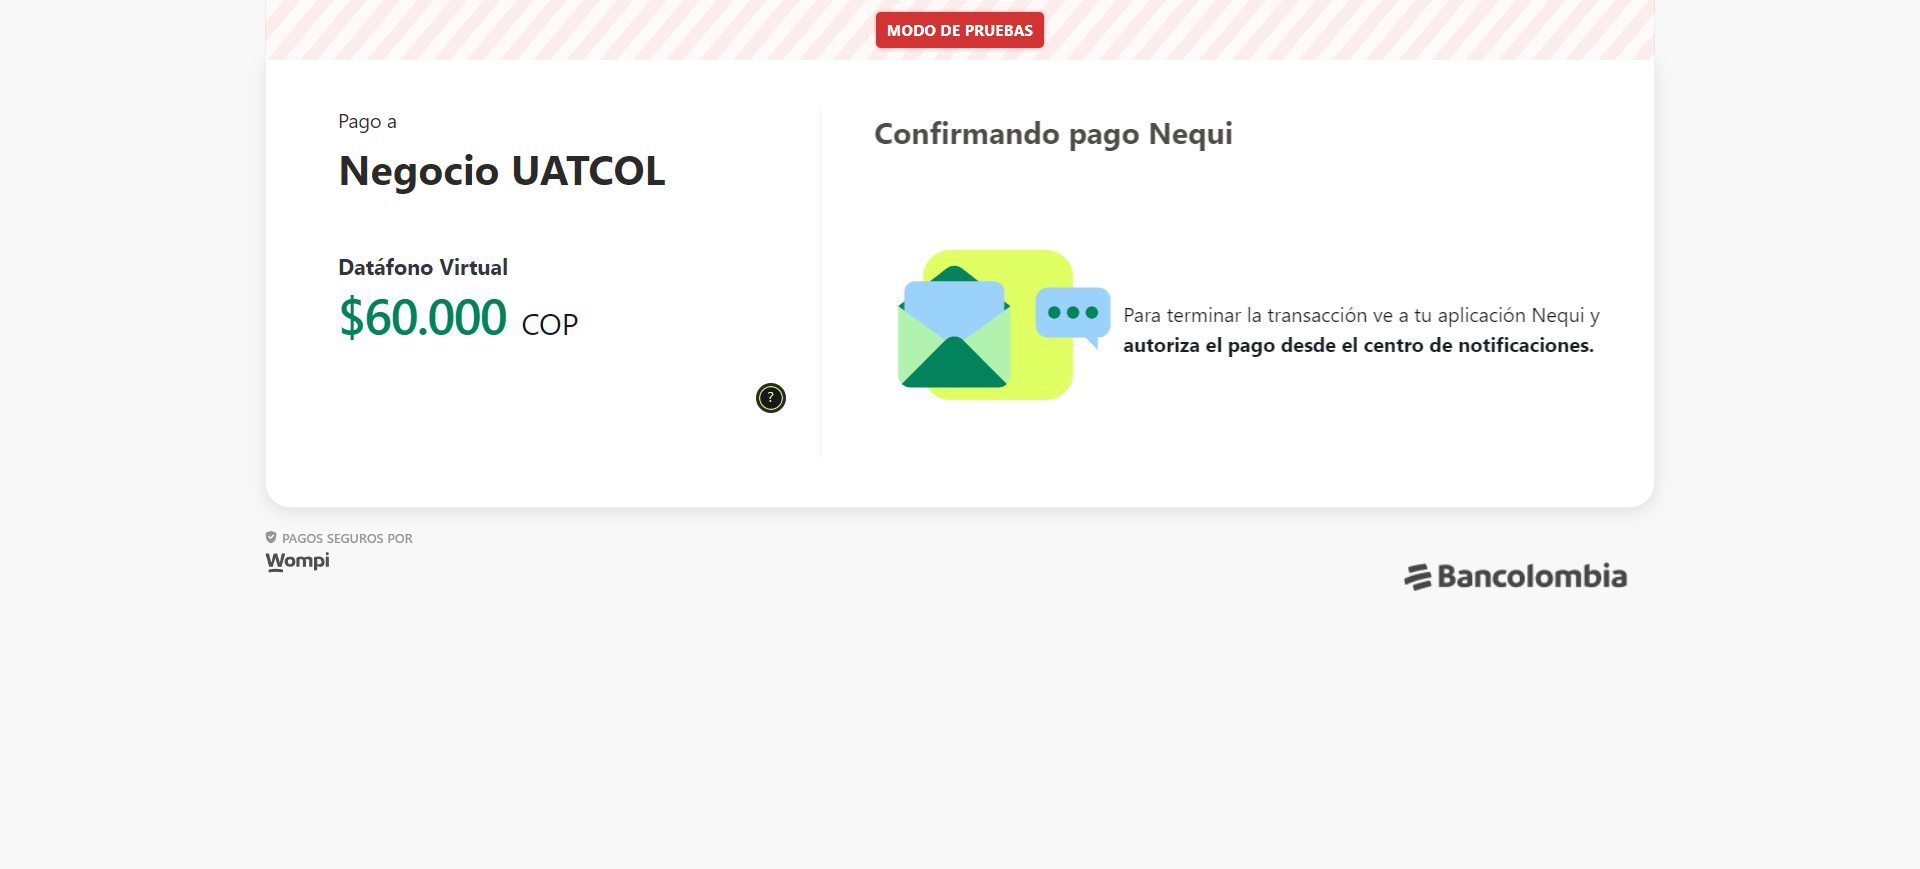 MODO DE PRUEBAS
Pago a
Negocio UATCOL
Datáfono Virtual
$60.000 COP
?
Confirmando pago Nequi
Para terminar la transacción ve a tu aplicación Nequi y
autoriza el pago desde el centro de notificaciones.
PAGOS SEGUROS POR
Wompi
Bancolombia